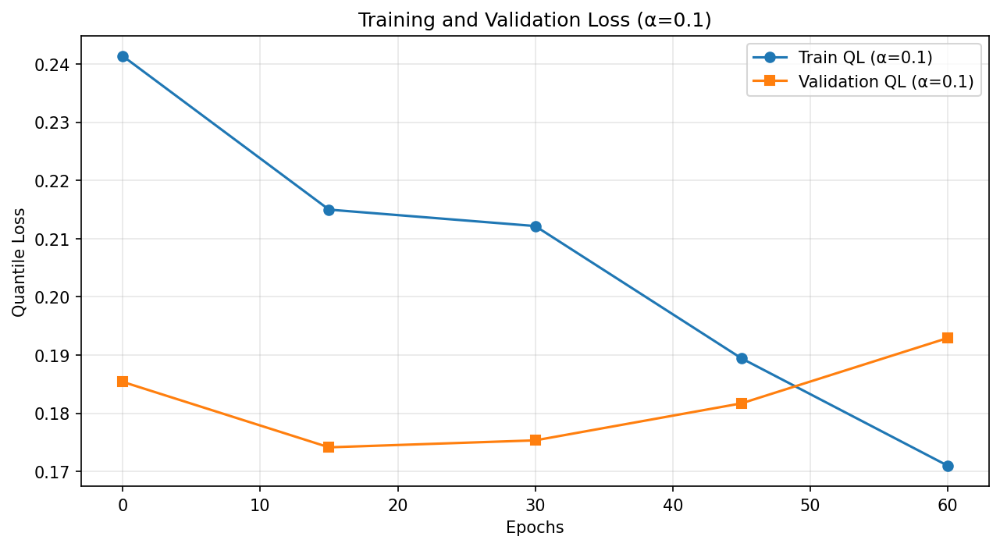 Training and Validation Loss (α=0.1)
Train QL (α=0.1)
Validation QL (α=0.1)
Quantile Loss
0.24
0.23
0.22
0.21
0.20
0.19
0.18
0.17
0 10 20 30 40 50 60
Epochs